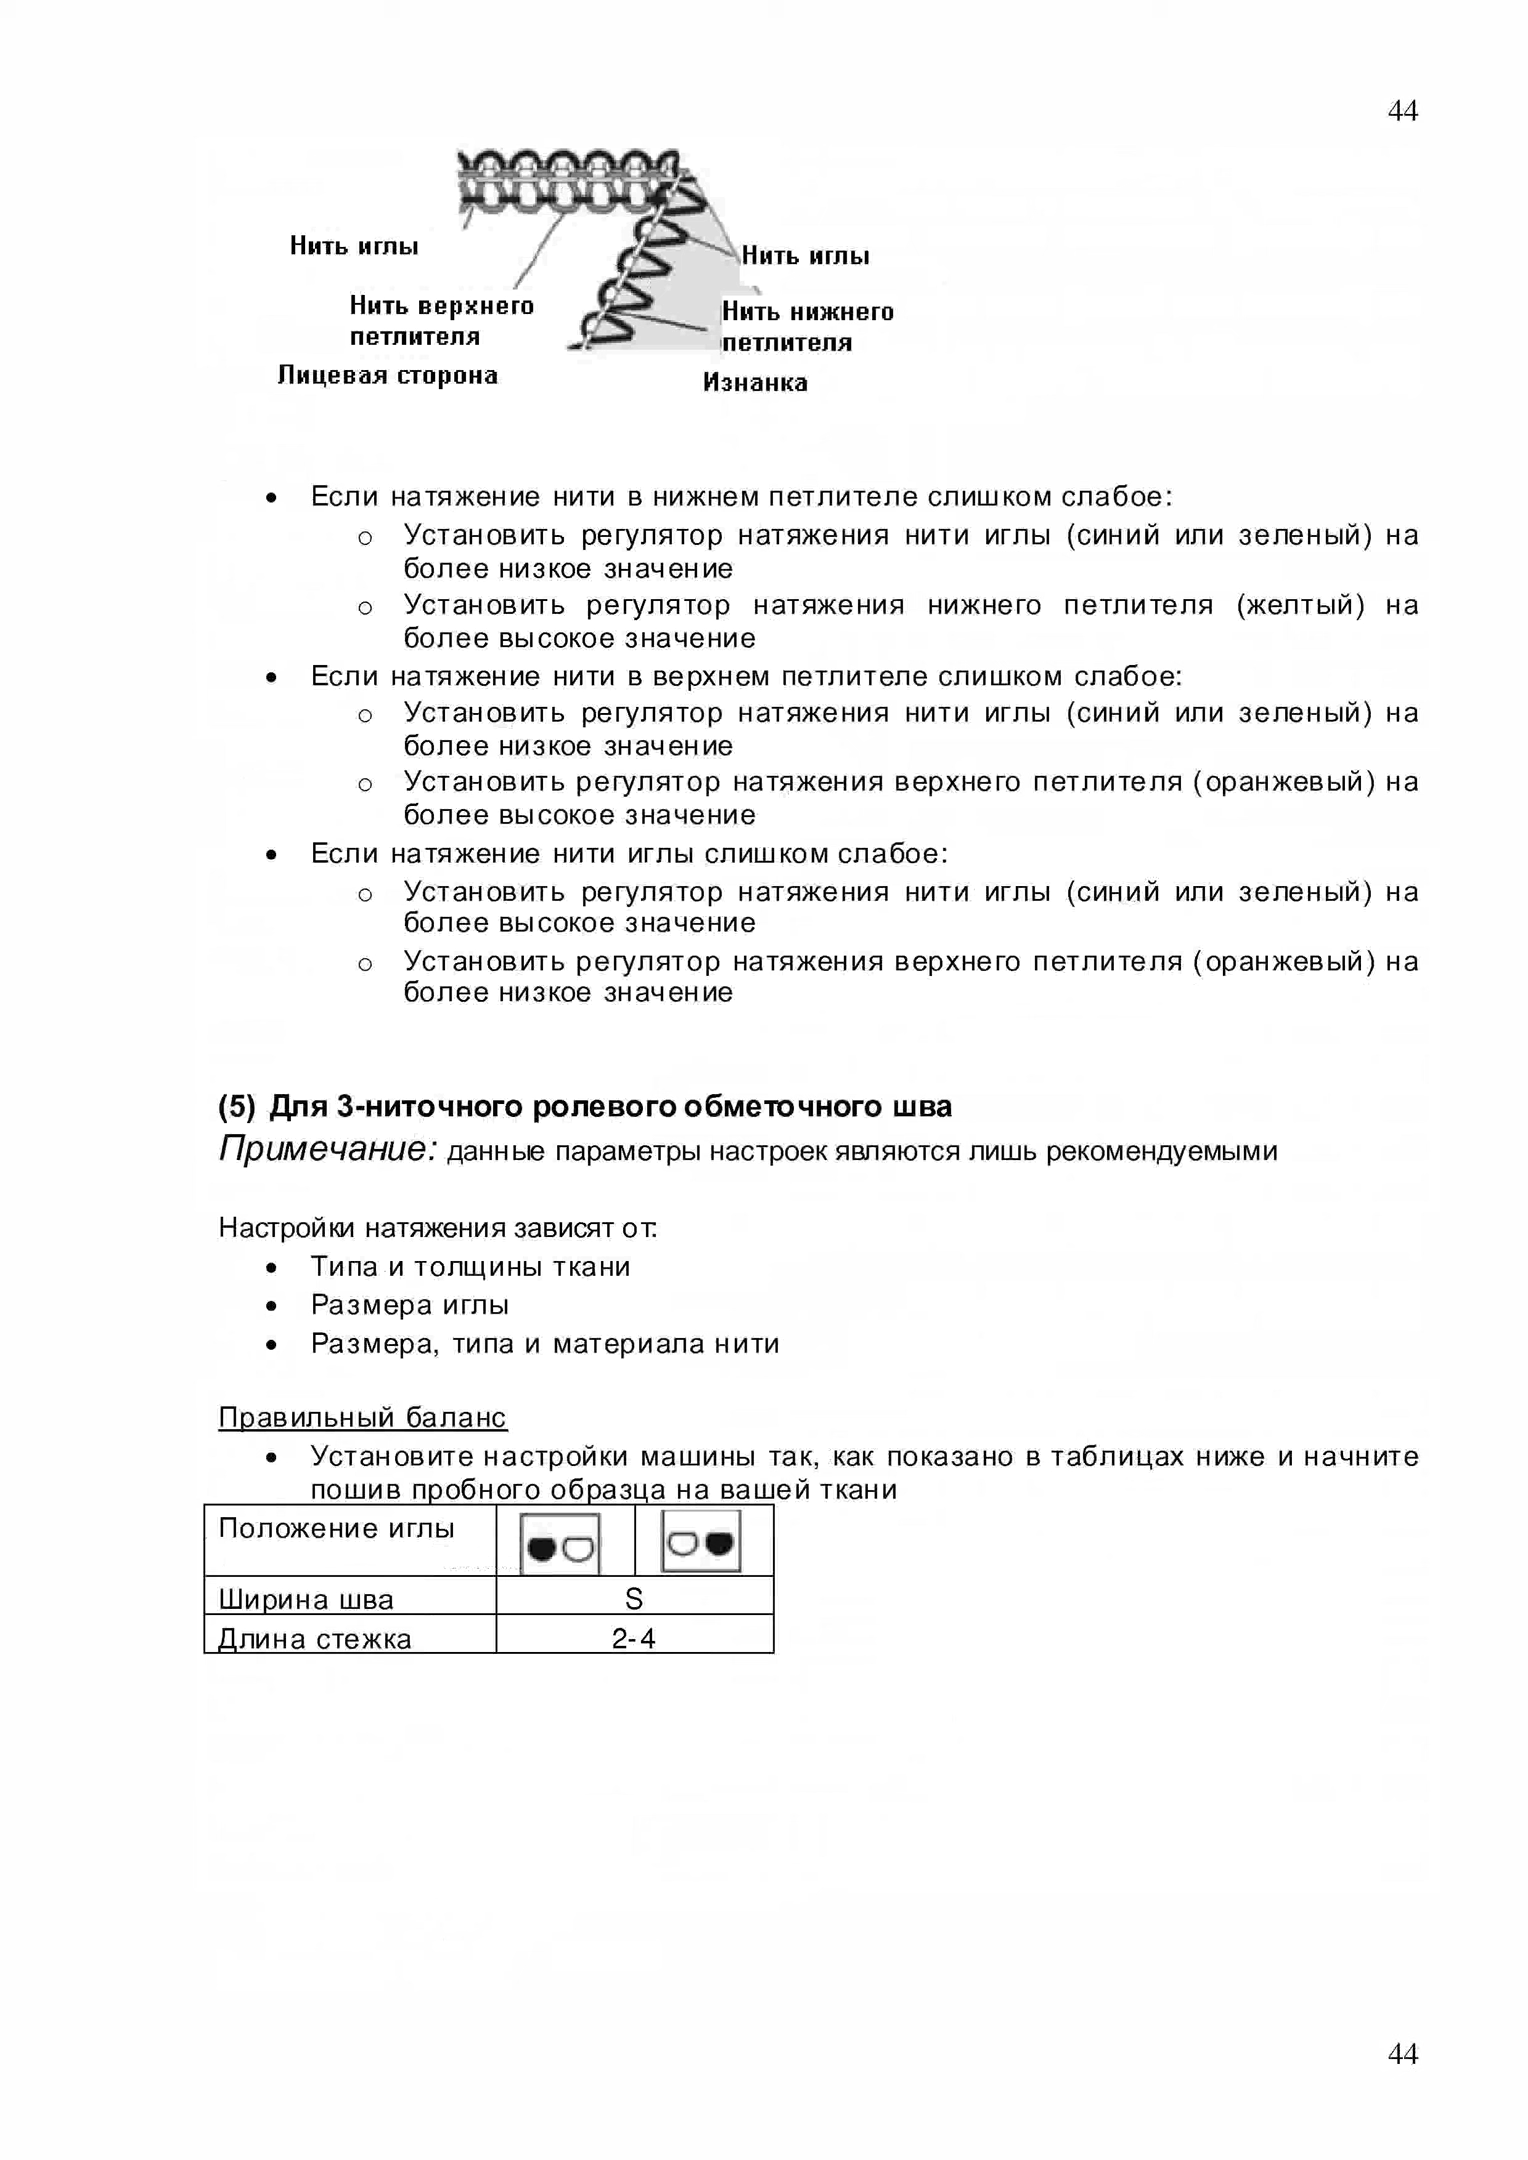 44
Нить иглы
Нить иглы
Нить верхнего
петлителя
Нить нижнего
петлителя
Лицевая сторона
Изнанка
• Если натяжение нити в нижнем петлителе слишком слабое:
o Установить регулятор натяжения нити иглы (синий или зеленый) на
более низкое значение
o Установить регулятор натяжения нижнего петлителя (желтый) на
более высокое значение
• Если натяжение нити в верхнем петлителе слишком слабое:
o Установить регулятор натяжения нити иглы (синий или зеленый) на
более низкое значение
o Установить регулятор натяжения верхнего петлителя (оранжевый) на
более высокое значение
• Если натяжение нити иглы слишком слабое:
o Установить регулятор натяжения нити иглы (синий или зеленый) на
более высокое значение
o Установить регулятор натяжения верхнего петлителя (оранжевый) на
более низкое значение
(5) Для 3-ниточного ролевого обметочного шва
Примечание: данные параметры настроек являются лишь рекомендуемыми
Настройки натяжения зависят от:
• Типа и толщины ткани
• Размера иглы
• Размера, типа и материала нити
Правильный баланс
• Установите настройки машины так, как показано в таблицах ниже и начните
пошив пробного образца на вашей ткани
Положение иглы
Ширина шва S
Длина стежка 2-4
44